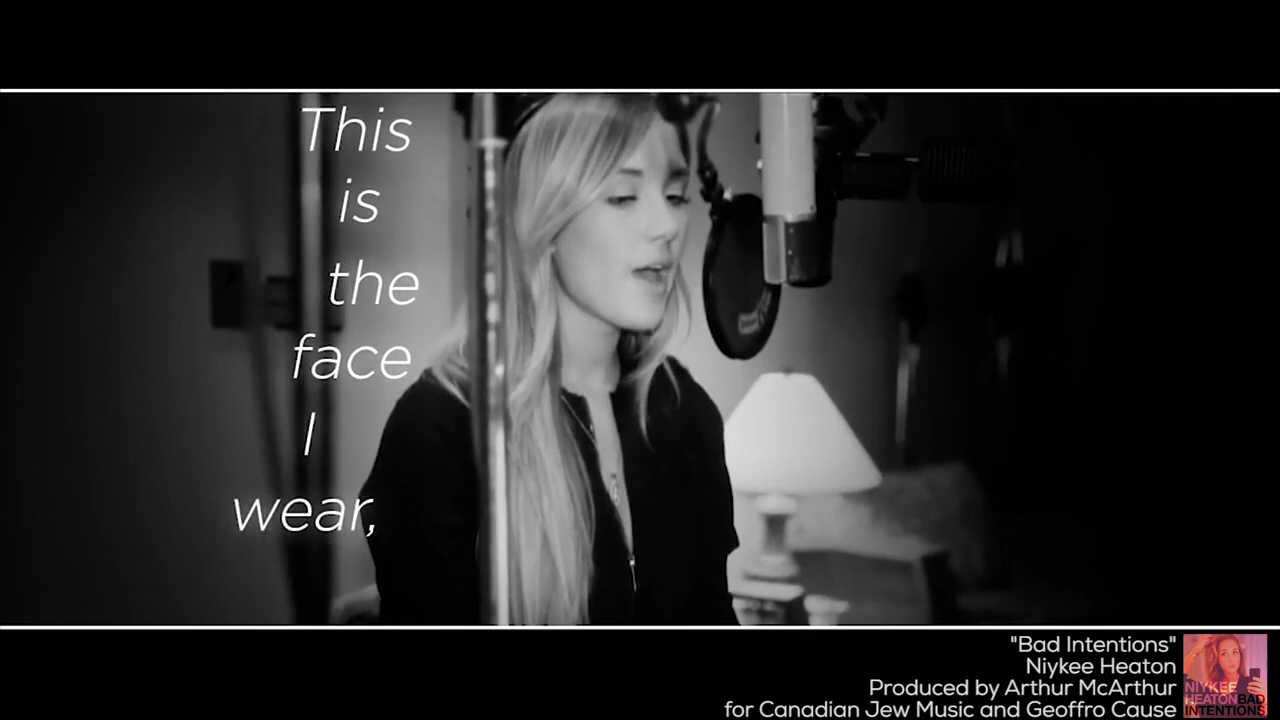 This
is
the
face
I
wear,
"Bad Intentions"
Niykee Heaton
Produced by Arthur McArthur
for Canadian Jew Music and Geoffro Cause
NIYKEE
HEATON BAD
INTENTIONS